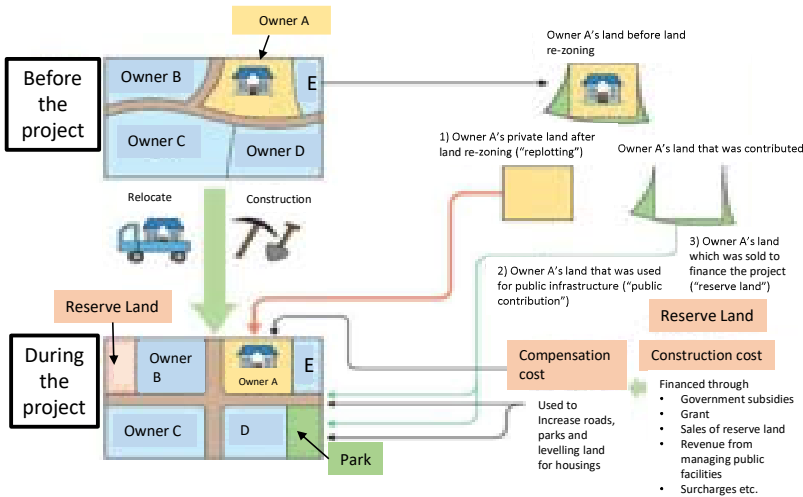 Owner A
Before
the
project
Owner B
E
Owner C
Owner D
Owner A's land before land
re-zoning
1) Owner A's private land after
land re-zoning ("replotting")
Owner A's land that was contributed
Relocate
Construction
2) Owner A's land that was used
for public infrastructure ("public
contribution")
3) Owner A's land
which was sold to
finance the project
("reserve land")
Reserve Land
Reserve Land
During
the
project
Owner
B
Owner A
E
Owner C
D
Park
Compensation
cost
Used to
Increase roads,
parks and
levelling land
for housings
Construction cost
Financed through
• Government subsidies
• Grant
• Sales of reserve land
• Revenue from
managing public
facilities
• Surcharges etc.